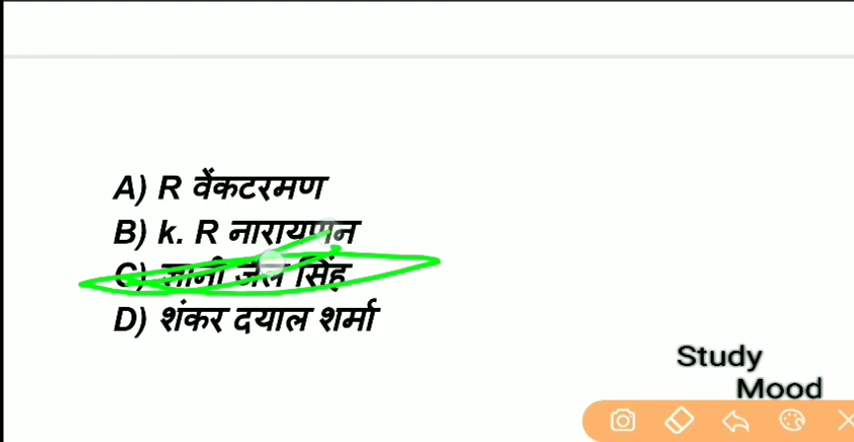 A) R वेंकटरमण
B) k. R नारायणन
C) ज्ञानी जैल सिंह
D) शंकर दयाल शर्मा
Study
Mood